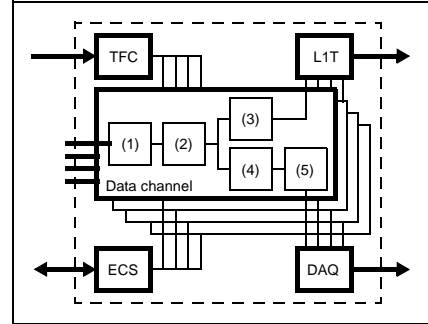 TFC
L1T
(3)
(1)
(2)
(4)
(5)
Data channel
ECS
DAQ